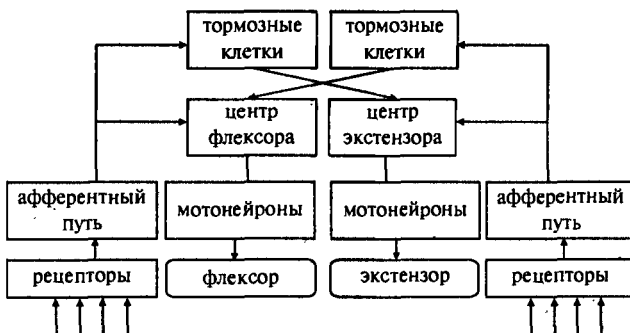 тормозные
клетки
тормозные
клетки
центр
флексора
центр
экстензора
афферентный
путь
мотонейроны
мотонейроны
афферентный
путь
рецепторы
флексор
экстензор
рецепторы